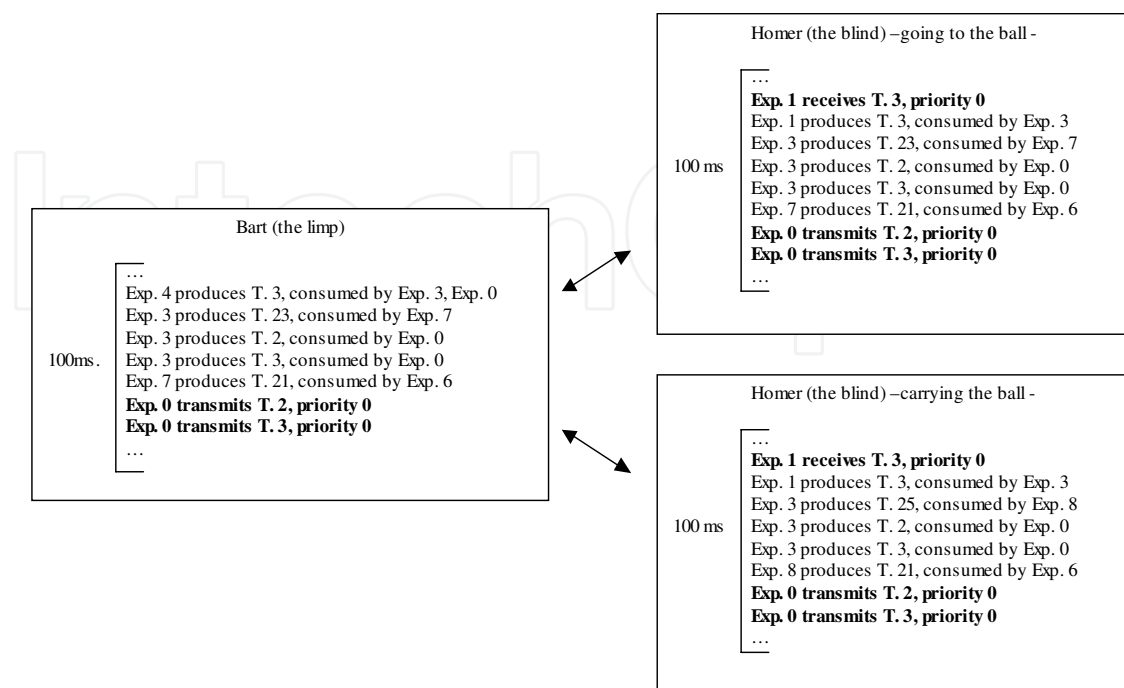 Homer (the blind) –going to the ball -
100 ms
…
Exp. 1 receives T. 3, priority 0
Exp. 1 produces T. 3, consumed by Exp. 3
Exp. 3 produces T. 23, consumed by Exp. 7
Exp. 3 produces T. 2, consumed by Exp. 0
Exp. 3 produces T. 3, consumed by Exp. 0
Exp. 7 produces T. 21, consumed by Exp. 6
Exp. 0 transmits T. 2, priority 0
Exp. 0 transmits T. 3, priority 0
…
Bart (the limp)
100ms.
…
Exp. 4 produces T. 3, consumed by Exp. 3, Exp. 0
Exp. 3 produces T. 23, consumed by Exp. 7
Exp. 3 produces T. 2, consumed by Exp. 0
Exp. 3 produces T. 3, consumed by Exp. 0
Exp. 7 produces T. 21, consumed by Exp. 6
Exp. 0 transmits T. 2, priority 0
Exp. 0 transmits T. 3, priority 0
…
Homer (the blind) –carrying the ball -
100 ms
…
Exp. 1 receives T. 3, priority 0
Exp. 1 produces T. 3, consumed by Exp. 3
Exp. 3 produces T. 25, consumed by Exp. 8
Exp. 3 produces T. 2, consumed by Exp. 0
Exp. 3 produces T. 3, consumed by Exp. 0
Exp. 8 produces T. 21, consumed by Exp. 6
Exp. 0 transmits T. 2, priority 0
Exp. 0 transmits T. 3, priority 0
…